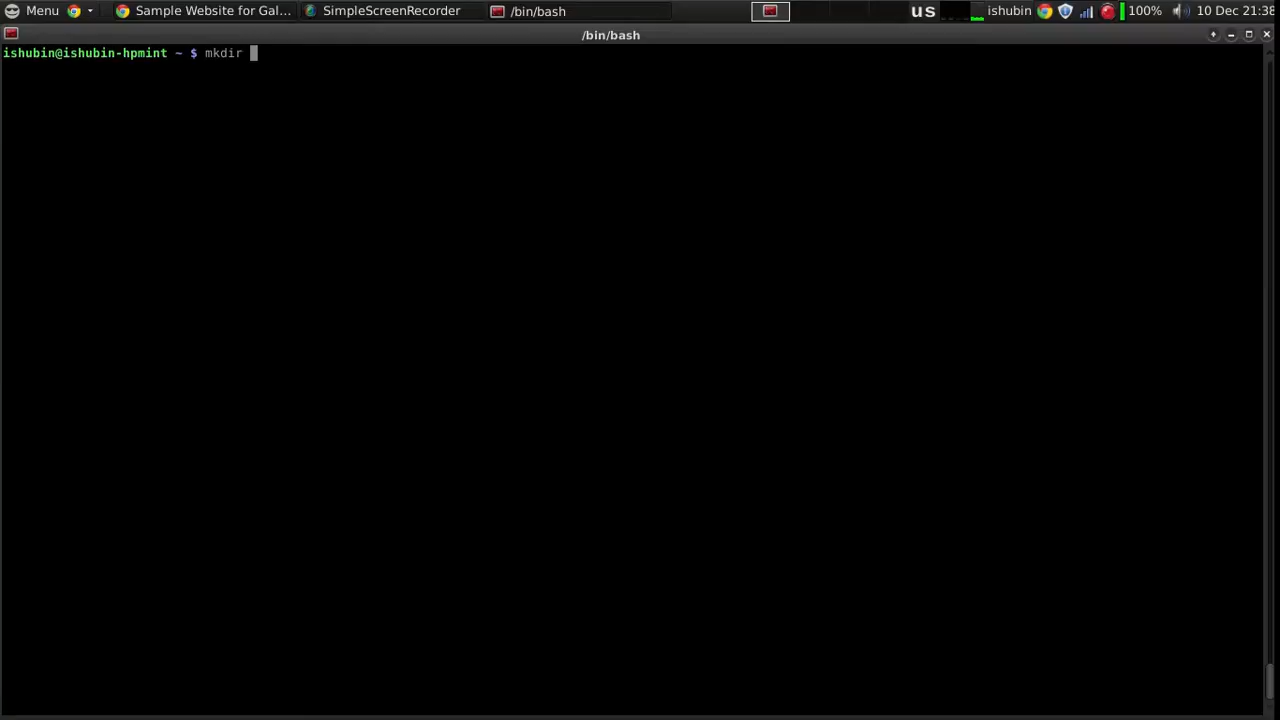 Menu Sample Website for Gal... SimpleScreenRecorder /bin/bash us ishubin 100% 10 Dec 21:38
/bin/bash
ishubin@ishubin-hpmint ~ $ mkdir